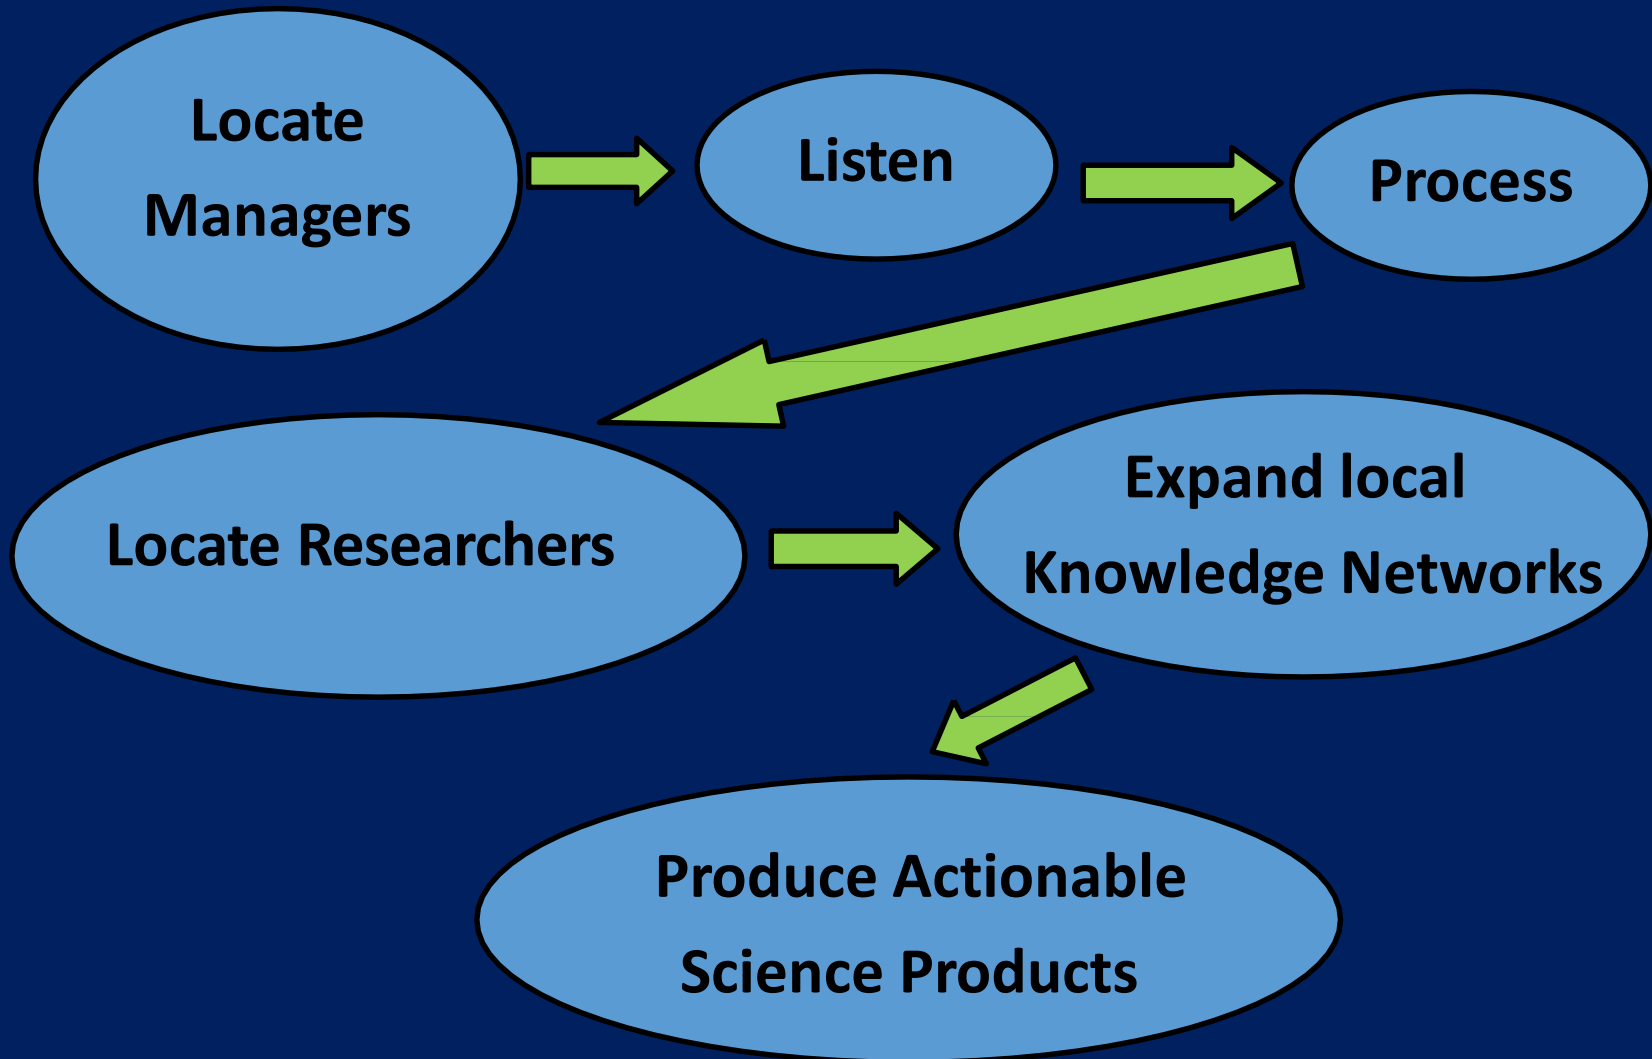 Locate
Managers
Listen
Process
Locate Researchers
Expand local
Knowledge Networks
Produce Actionable
Science Products